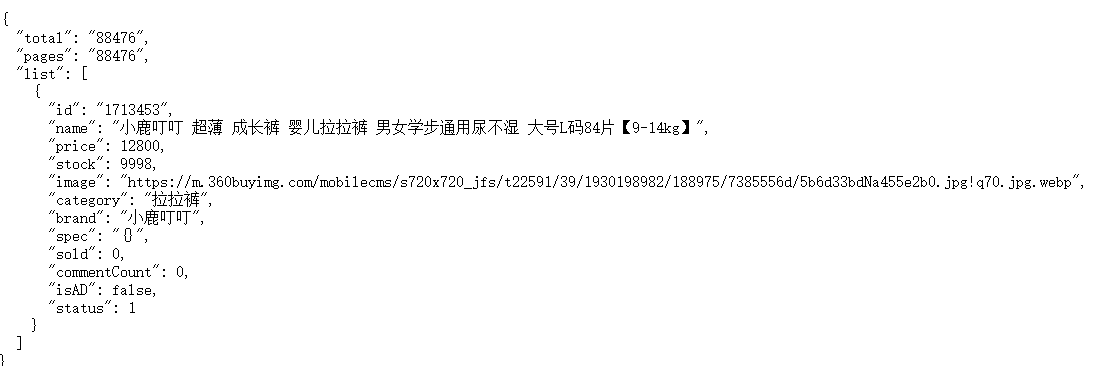 {
"total": "88476",
"pages": "88476",
"list": [
{
"id": "1713453",
"name": "小鹿叮叮 超薄 成长裤 婴儿拉拉裤 男女学步通用尿不湿 大号L码84片【9-14kg】",
"price": 12800,
"stock": 9998,
"image": "https://m.360buyimg.com/mobilecms/s720x720_jfs/t22591/39/1930198982/188975/7385556d/5b6d33bdNa455e2b0.jpg!q70.jpg.webp",
"category": "拉拉裤",
"brand": "小鹿叮叮",
"spec": "{}",
"sold": 0,
"commentCount": 0,
"isAD": false,
"status": 1
}
]
}